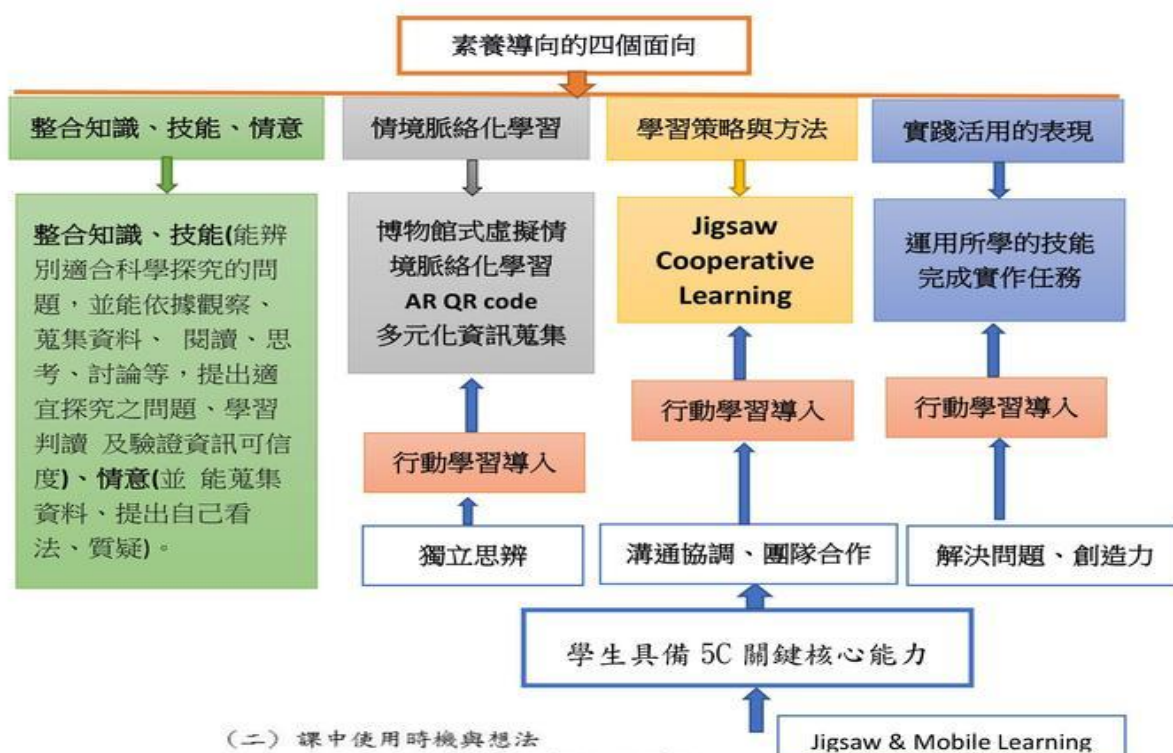 素養導向的四個面向
整合知識、技能、情意
情境脈絡化學習
學習策略與方法
實踐活用的表現
整合知識、技能(能辨
別適合科學探究的問
題，並能依據觀察、
蒐集資料、 閱讀、思
考、討論等，提出適
宜探究之問題、學習
判讀 及驗證資訊可信
度)、情意(並 能蒐集
資料、提出自己看
法、質疑)。
博物館式虛擬情
境脈絡化學習
AR QR code
多元化資訊蒐集
Jigsaw
Cooperative
Learning
運用所學的技能
完成實作任務
行動學習導入
行動學習導入
行動學習導入
獨立思辨
溝通協調、團隊合作
解決問題、創造力
學生具備 5C 關鍵核心能力
（二） 課中使用時機與想法
Jigsaw & Mobile Learning